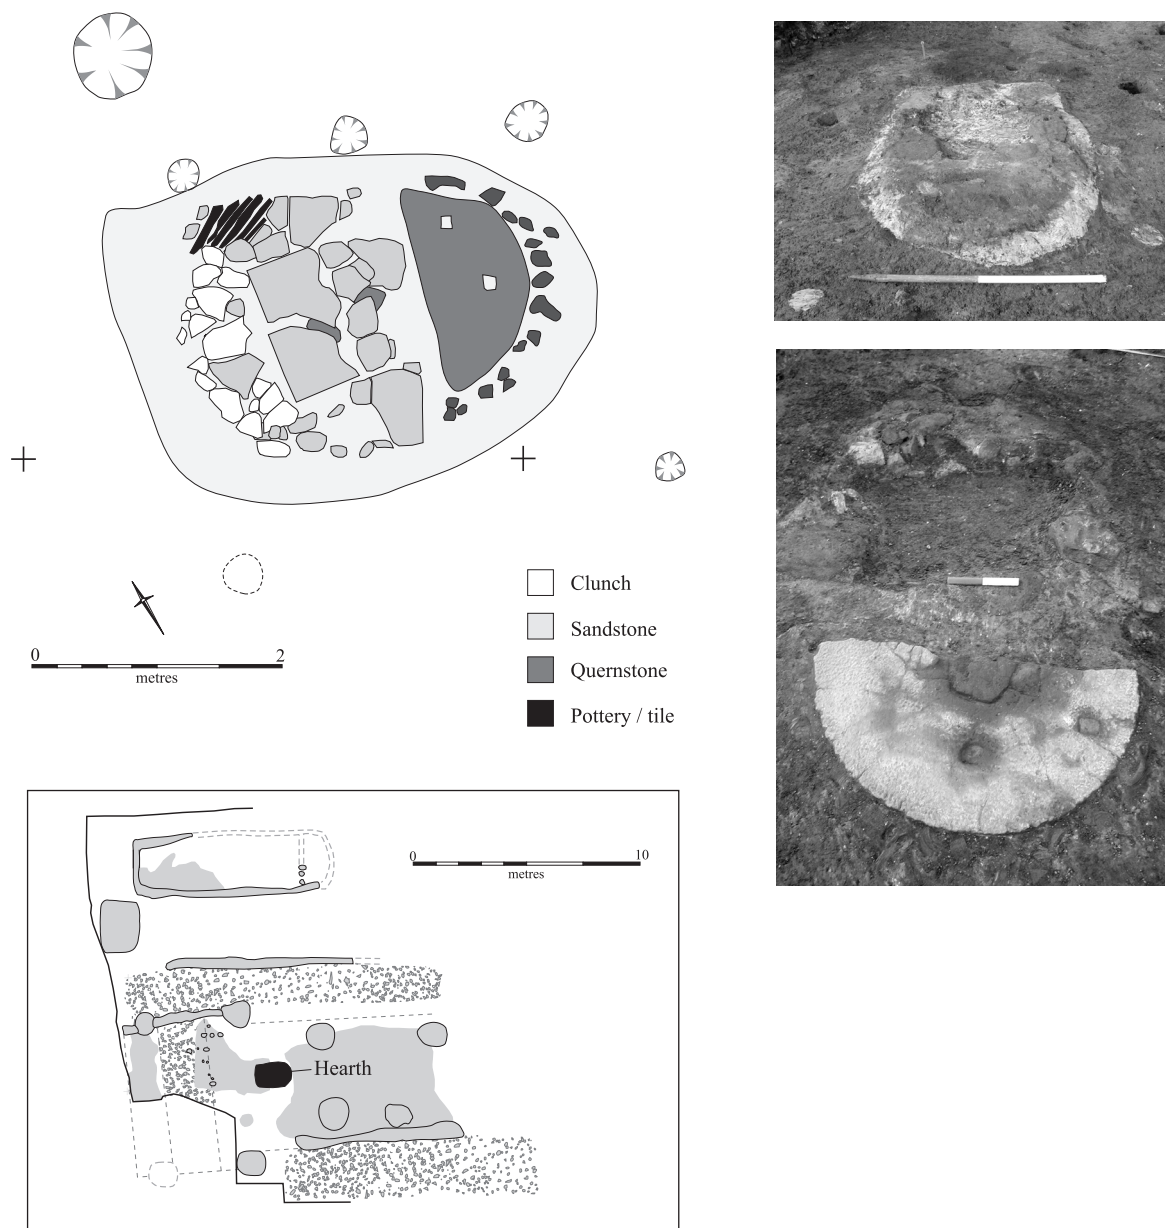 Clunch
Sandstone
Quernstone
Pottery / tile
0 2
metres
0 10
metres
Hearth